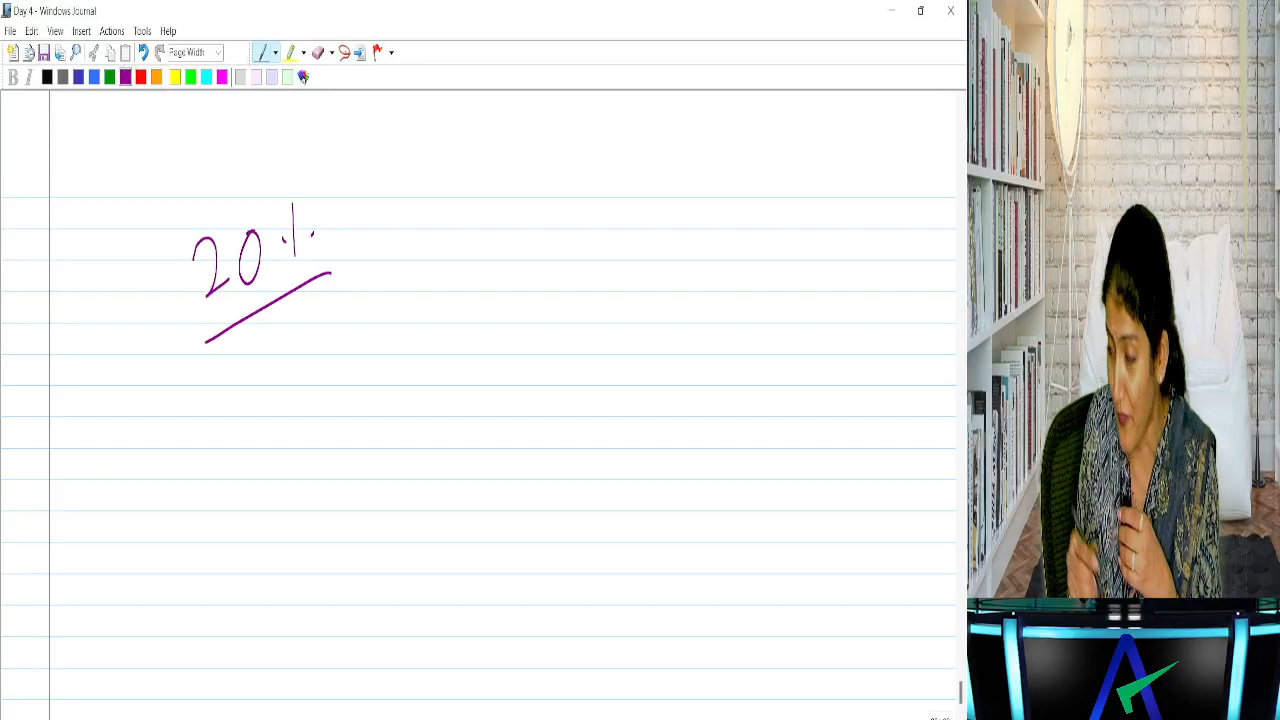 Day 4 - Windows Journal
File Edit View Insert Actions Tools Help
Page Width
B I
20%